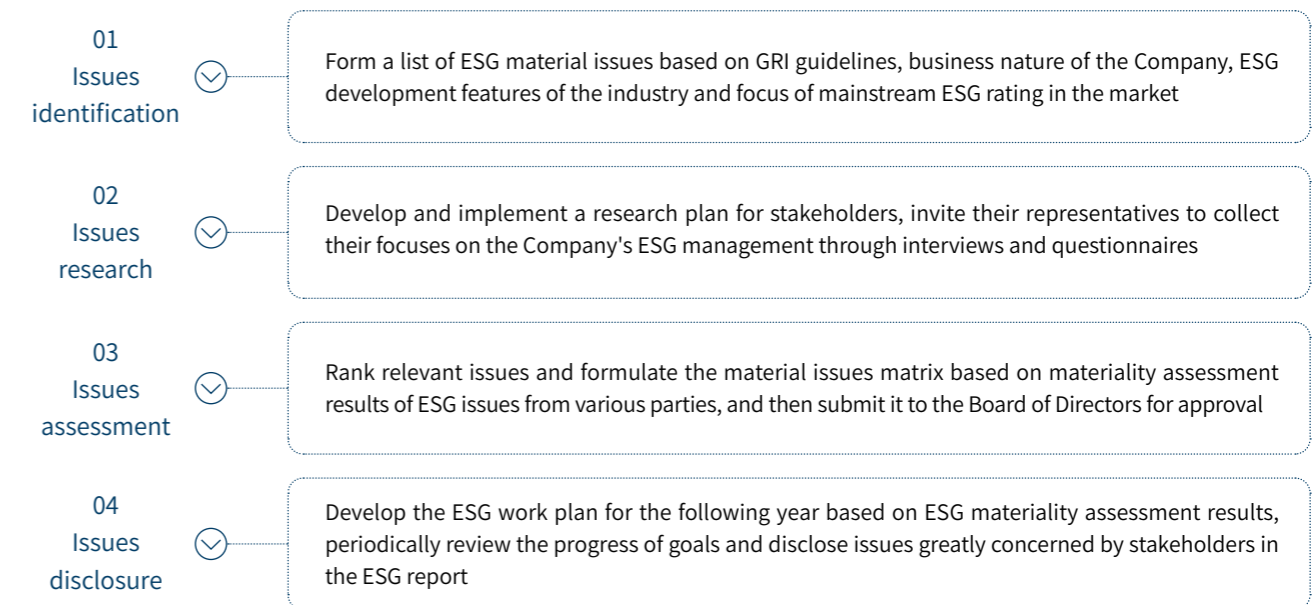 01
Issues
identification
Form a list of ESG material issues based on GRI guidelines, business nature of the Company, ESG
development features of the industry and focus of mainstream ESG rating in the market
02
Issues
research
Develop and implement a research plan for stakeholders, invite their representatives to collect
their focuses on the Company's ESG management through interviews and questionnaires
03
Issues
assessment
Rank relevant issues and formulate the material issues matrix based on materiality assessment
results of ESG issues from various parties, and then submit it to the Board of Directors for approval
04
Issues
disclosure
Develop the ESG work plan for the following year based on ESG materiality assessment results,
periodically review the progress of goals and disclose issues greatly concerned by stakeholders in
the ESG report